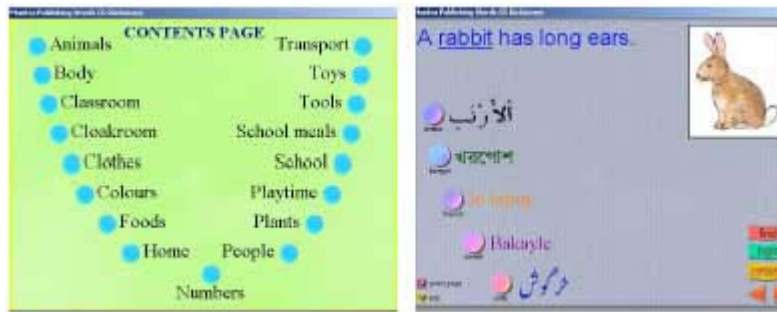 CONTENTS PAGE
Animals
Body
Classroom
Cloakroom
Clothes
Colours
Foods
Home
Numbers
Transport
Toys
Tools
School meals
School
Playtime
Plants
People
A rabbit has long ears.
اَلأَرْنَب
খরগোশ
Bakayle
خرگوش